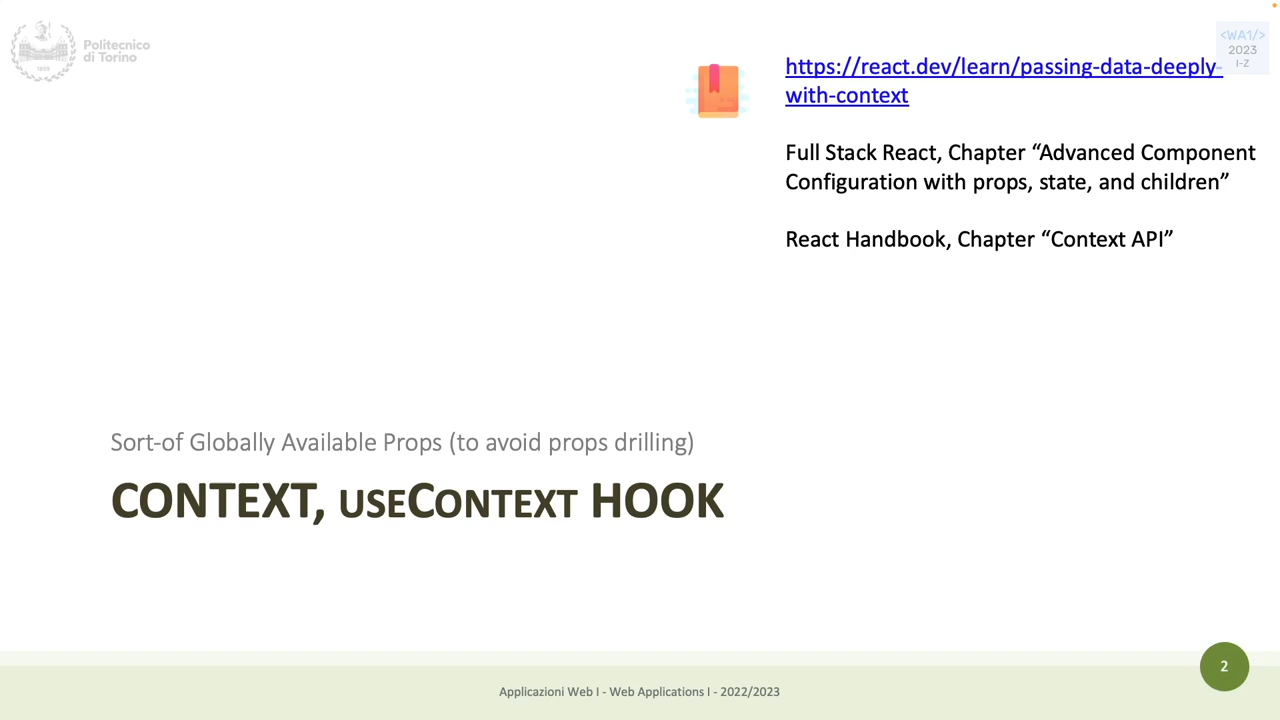 Politecnico
di Torino
1859
<WA1/>
2023
I-Z
https://react.dev/learn/passing-data-deeply-
with-context
Full Stack React, Chapter “Advanced Component
Configuration with props, state, and children”
React Handbook, Chapter “Context API”
Sort-of Globally Available Props (to avoid props drilling)
CONTEXT, USECONTEXT HOOK
2
Applicazioni Web I - Web Applications I - 2022/2023